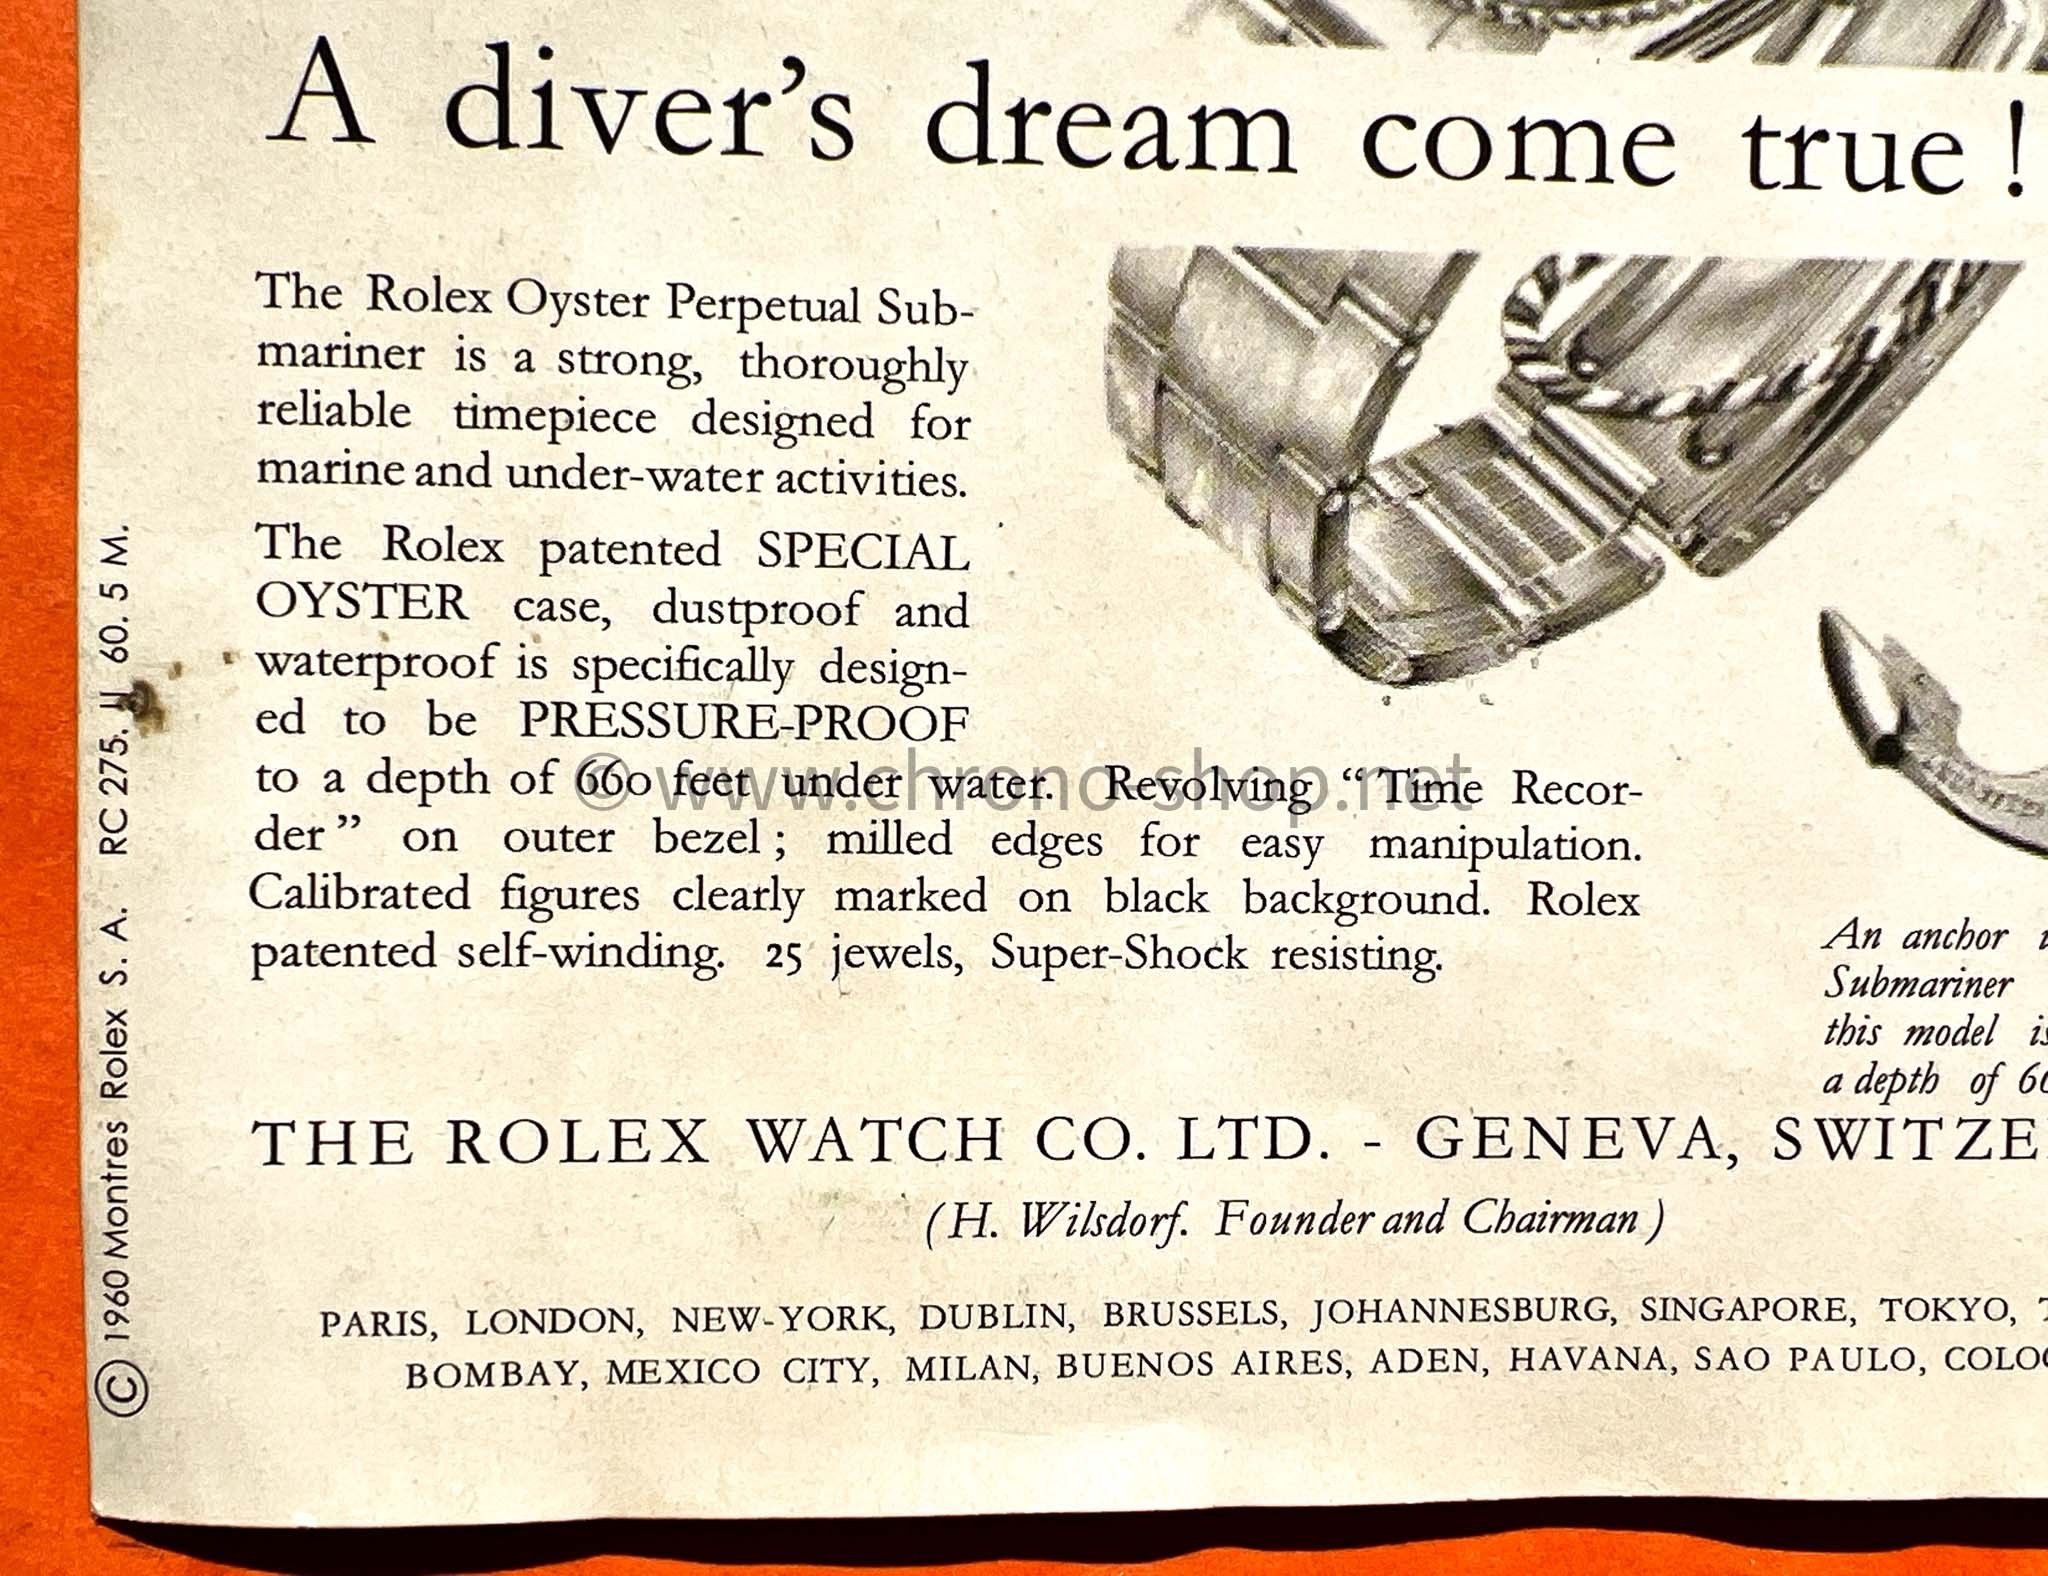 A diver’s dream come true !
The Rolex Oyster Perpetual Sub-
mariner is a strong, thoroughly
reliable timepiece designed for
marine and under-water activities.
The Rolex patented SPECIAL
OYSTER case, dustproof and
waterproof is specifically design-
ed to be PRESSURE-PROOF
to a depth of 660 feet under water. Revolving “ Time Recor-
der ” on outer bezel ; milled edges for easy manipulation.
Calibrated figures clearly marked on black background. Rolex
patented self-winding. 25 jewels, Super-Shock resisting.
© www.chrono-shop.net
An anchor
Submariner
this model
a depth of
THE ROLEX WATCH CO. LTD. - GENEVA,
(H. Wilsdorf. Founder and Chairman)
PARIS, LONDON, NEW-YORK, DUBLIN, BRUSSELS, JOHANNESBURG, SINGAPORE, TOKYO,
BOMBAY, MEXICO CITY, MILAN, BUENOS AIRES, ADEN, HAVANA, SAO PAULO,
© 1960 Montres Rolex S. A. RC 275. 60. 5 M.